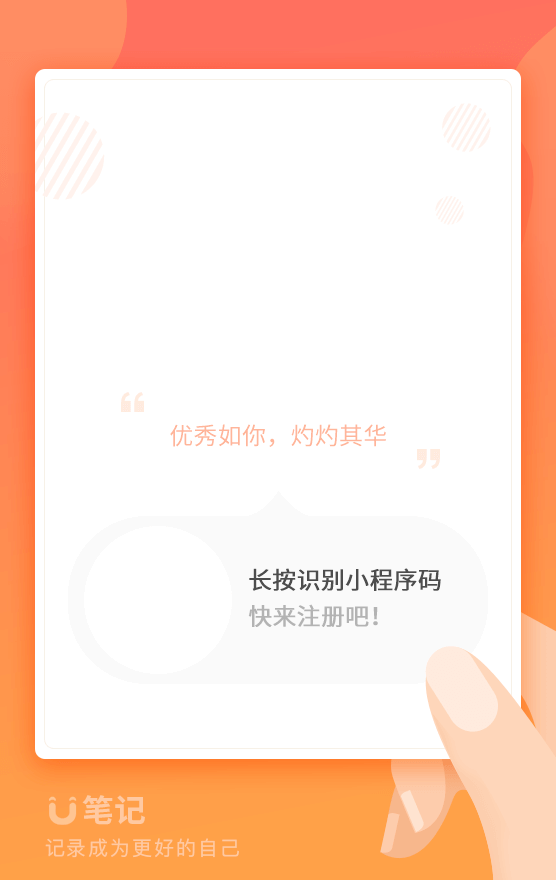 “
优秀如你，灼灼其华
”
长按识别小程序码
快来注册吧！
U笔记
记录成为更好的自己